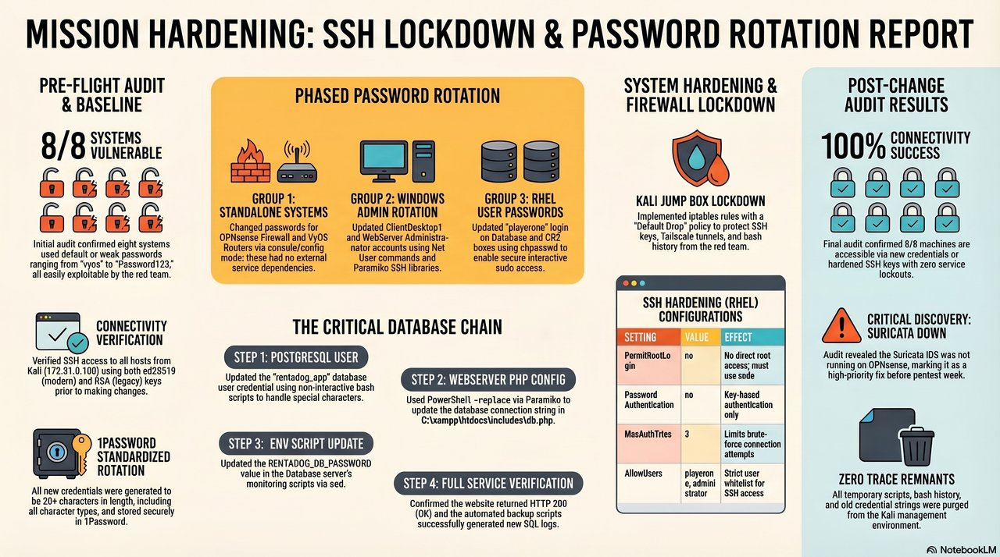 MISSION HARDENING: SSH LOCKDOWN & PASSWORD ROTATION REPORT
PRE-FLIGHT AUDIT
& BASELINE
8/8 SYSTEMS
VULNERABLE
Initial audit confirmed eight systems
used default or weak passwords
ranging from "vyos" to "Password123,"
all easily exploitable by the red team.
CONNECTIVITY
VERIFICATION
Verified SSH access to all hosts from
Kali (172.31.0.100) using both ed2S519
(modern) and RSA (legacy) keys
prior to making changes.
1PASSWORD
STANDARDIZED
ROTATION
All new credentials were generated to
be 20+ characters in length, including
all character types, and stored securely
in 1Password.
PHASED PASSWORD ROTATION
GROUP 1:
STANDALONE SYSTEMS
Changed passwords for
OPNsense Firewall and VyOS
Routers via consule/config
mode: these had no external
service dependencies.
GROUP 2: WINDOWS
ADMIN ROTATION
Updated ClientDesktop1
and WebServer Administra-
nator accounts using Net
User commands and
Paramiko SSH libraries.
GROUP 3: RHEL
USER PASSWORDS
Updated "playerone" login
on Database and CR2
boxes using chpasswd to
enable secure interactive
sudo access.
THE CRITICAL DATABASE CHAIN
STEP 1: POSTGRESQL USER
Updated the "rentadog_app" database
user credential using non-interactive bash
scripts to handle special characters.
STEP 2: WEBSERVER PHP CONFIG
Used PowerShell -replace via Paramiko to
update the database connection string in
C:\xampp\htdocs\includes\db.php.
STEP 3: ENV SCRIPT UPDATE
Updated the RENTADOG_DB_PASSWORD
value in the Database server's
monitoring scripts via sed.
STEP 4: FULL SERVICE VERIFICATION
Confirmed the website returned HTTP 200
(OK) and the automated backup scripts
successfully generated new SQL logs.
SYSTEM HARDENING &
FIREWALL LOCKDOWN
KALI JUMP BOX LOCKDOWN
Implemented iptables rules with a
"Default Drop" policy to protect SSH
keys, Tailscale tunnels, and bash
history from the red team.
SSH HARDENING (RHEL)
CONFIGURATIONS
SETTING VALUE EFFECT
PermitRootLo
gin
no
No direct root
access; must
use sode
Password
Authentlcation
no
Key-based
authentlcation
only
MasAuthTrtes
3
Limits brute-
force connection
attempts
AllowUsers
playeron
e, admini
strator
Strict user
whitelist for
SSH access
POST-CHANGE
AUDIT RESULTS
100% CONNECTIVITY
SUCCESS
Final audit confirmed 8/8 machines are
accessible via new credentials or
hardened SSH keys with zero service
lockouts.
CRITICAL DISCOVERY:
SURICATA DOWN
Audit revealed the Suricata IDS was not
running on OPNsense, marking it as a
high-priority fix before pentest week.
ZERO TRACE REMNANTS
All temporary scripts, bash history,
and old credential strings were purged
from the Kali management
environment.
NotebookLM